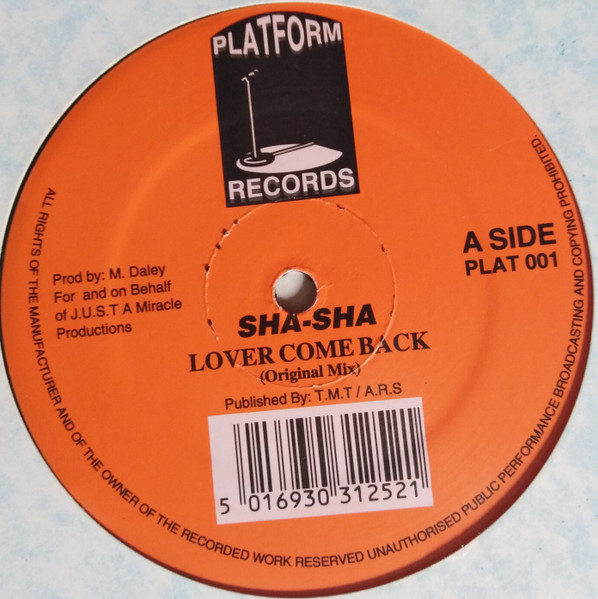 PLATFORM
RECORDS
A SIDE
PLAT 001
Prod by: M. Daley
For and on Behalf
of J.U.S.T A Miracle
Productions
SHA-SHA
LOVER COME BACK
(Original Mix)
Published By: T.M.T / A.R.S
5 016930 312521
ALL RIGHTS OF THE MANUFACTURER AND OF THE OWNER OF THE RECORDED WORK RESERVED UNAUTHORISED PUBLIC PERFORMANCE BROADCASTING AND COPYING PROHIBITED.